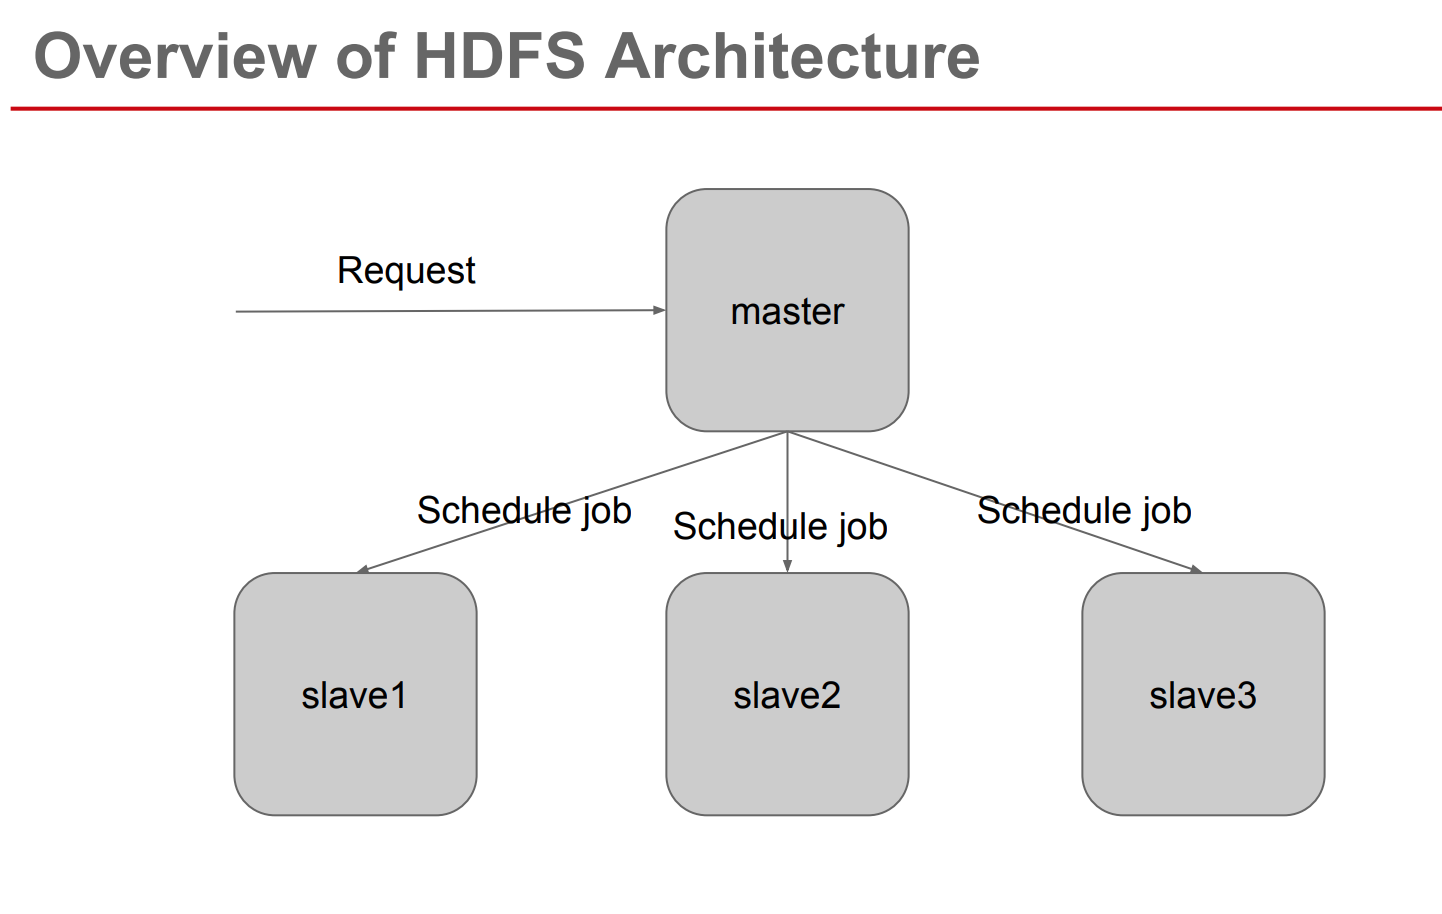 Overview of HDFS Architecture
Request
master
Schedule job
Schedule job
Schedule job
slave1
slave2
slave3